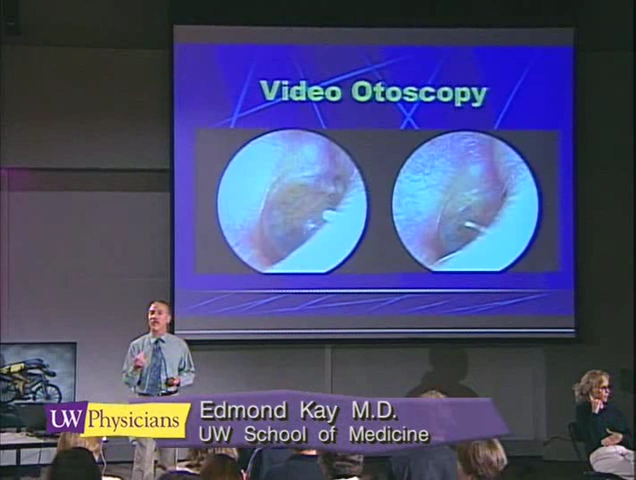 Video Otoscopy
UW Physicians
Edmond Kay M.D.
UW School of Medicine